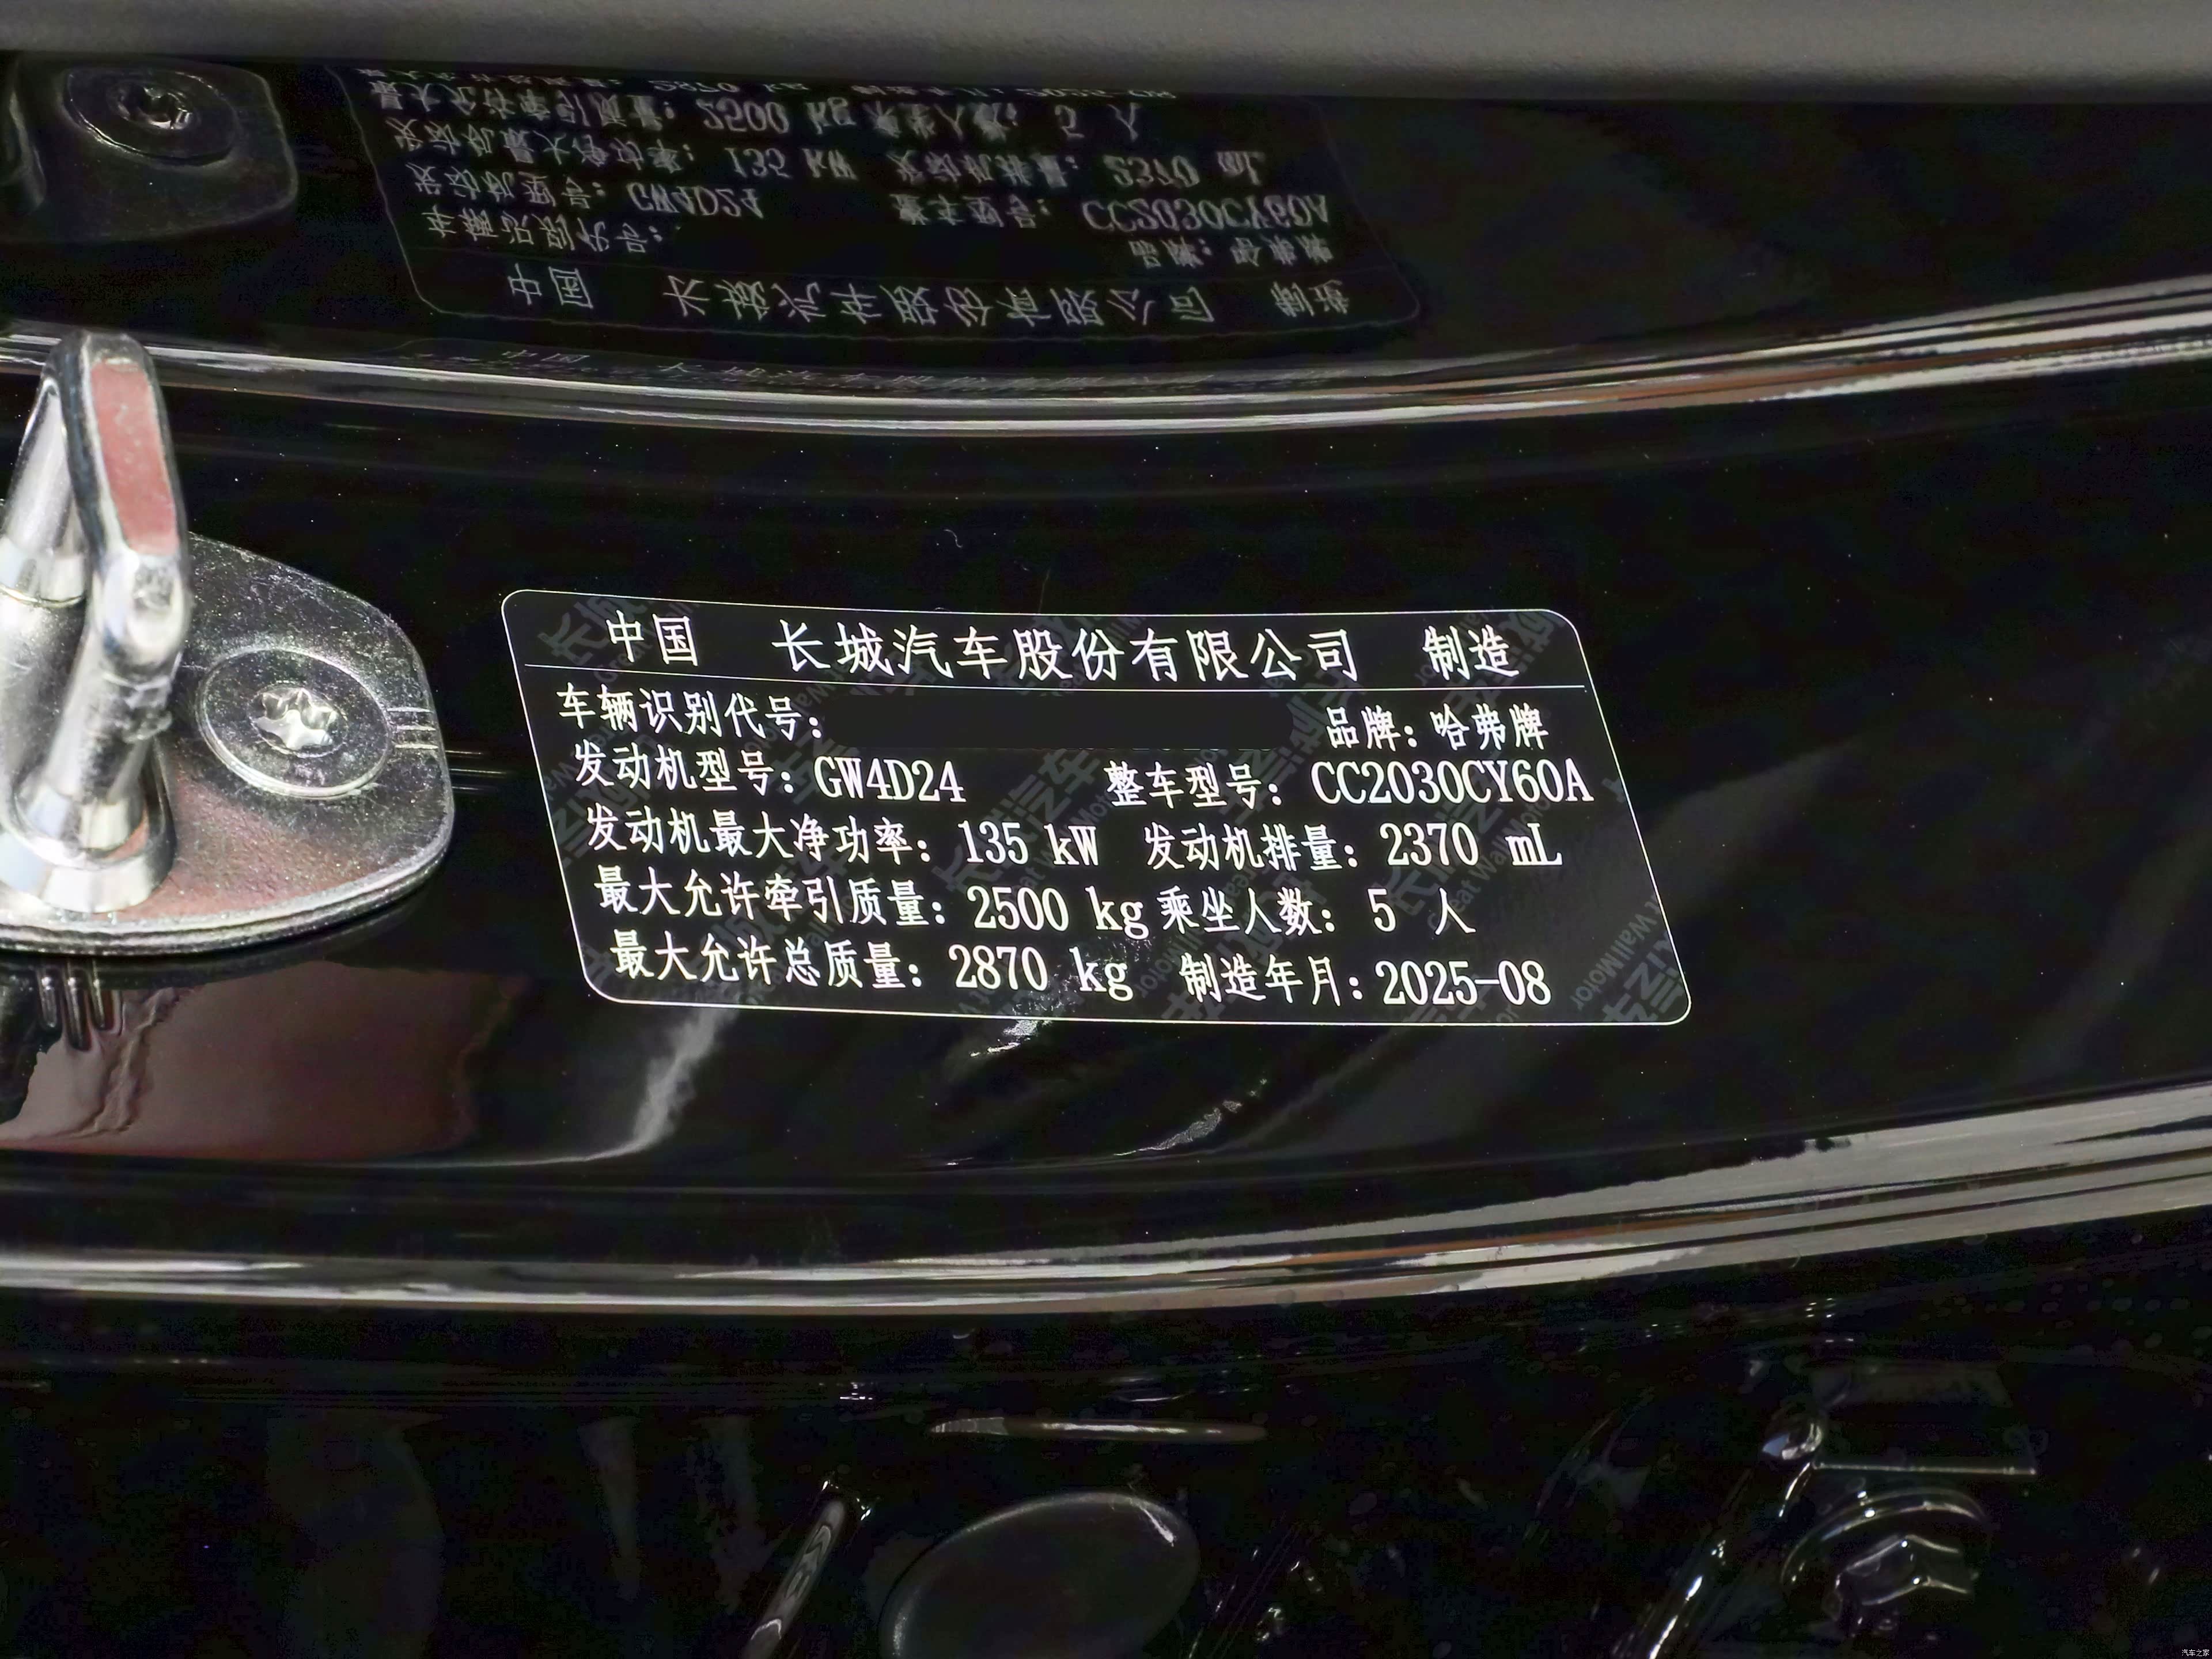 中国 长城汽车股份有限公司 制造
车辆识别代号: 品牌: 哈弗牌
发动机型号: GW4D24 整车型号: CC2030CY60A
发动机最大净功率: 135 kW 发动机排量: 2370 mL
最大允许牵引质量: 2500 kg 乘坐人数: 5 人
最大允许总质量: 2870 kg 制造年月: 2025-08
汽车之家